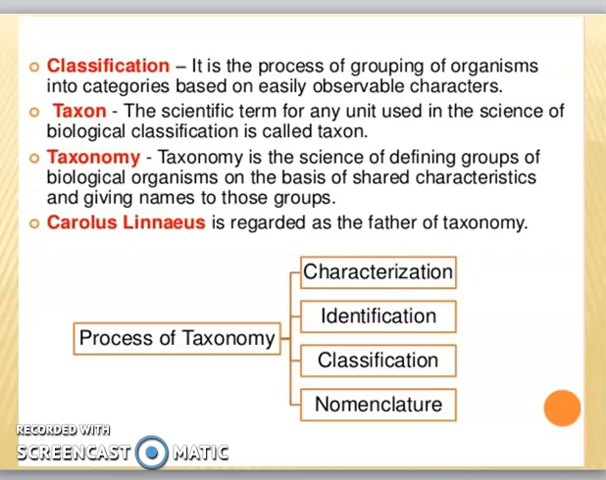 Classification – It is the process of grouping of organisms
into categories based on easily observable characters.
Taxon - The scientific term for any unit used in the science of
biological classification is called taxon.
Taxonomy - Taxonomy is the science of defining groups of
biological organisms on the basis of shared characteristics
and giving names to those groups.
Carolus Linnaeus is regarded as the father of taxonomy.
Process of Taxonomy
Characterization
Identification
Classification
Nomenclature
RECORDED WITH
SCREENCAST MATIC